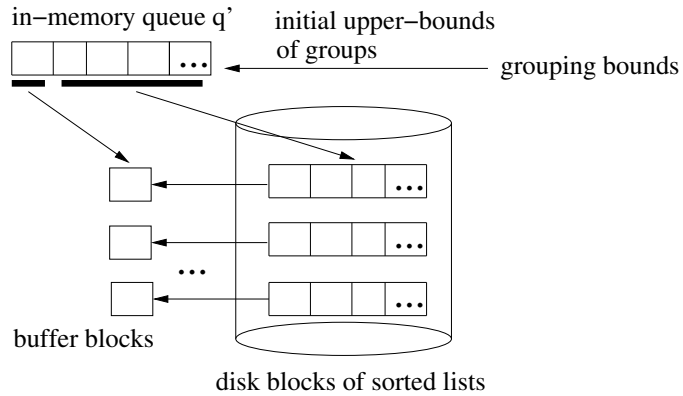 in-memory queue q’
initial upper-bounds
of groups
grouping bounds
...
...
...
...
...
buffer blocks
disk blocks of sorted lists